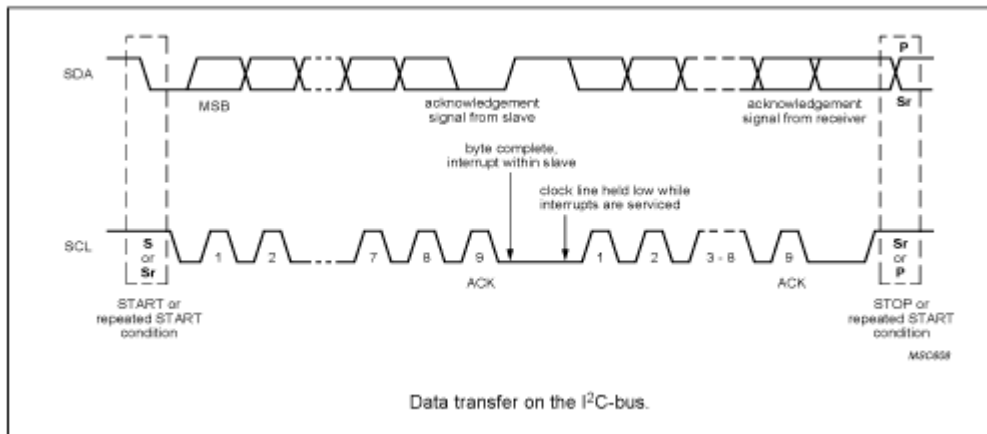 P
SDA
MSB
acknowledgement
signal from slave
acknowledgement
signal from receiver
Sr
byte complete,
interrupt within slave
clock line held low while
interrupts are serviced
SCL
S
or
Sr
1
2
7
8
9
1
2
3 - 8
9
Sr
or
P
ACK
ACK
START or
repeated START
condition
STOP or
repeated START
condition
MSC608
Data transfer on the I²C-bus.